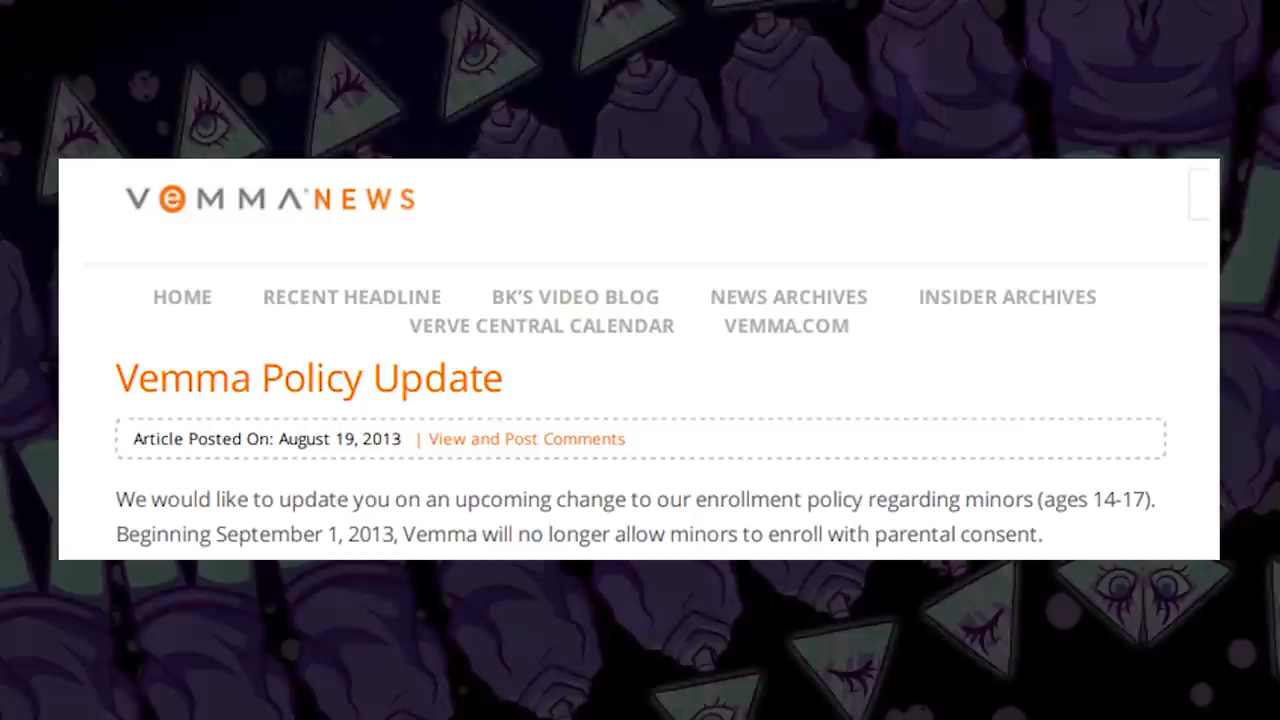 VEMMA NEWS
HOME RECENT HEADLINE BK'S VIDEO BLOG NEWS ARCHIVES INSIDER ARCHIVES
VERVE CENTRAL CALENDAR VEMMA.COM
Vemma Policy Update
Article Posted On: August 19, 2013 | View and Post Comments
We would like to update you on an upcoming change to our enrollment policy regarding minors (ages 14-17).
Beginning September 1, 2013, Vemma will no longer allow minors to enroll with parental consent.